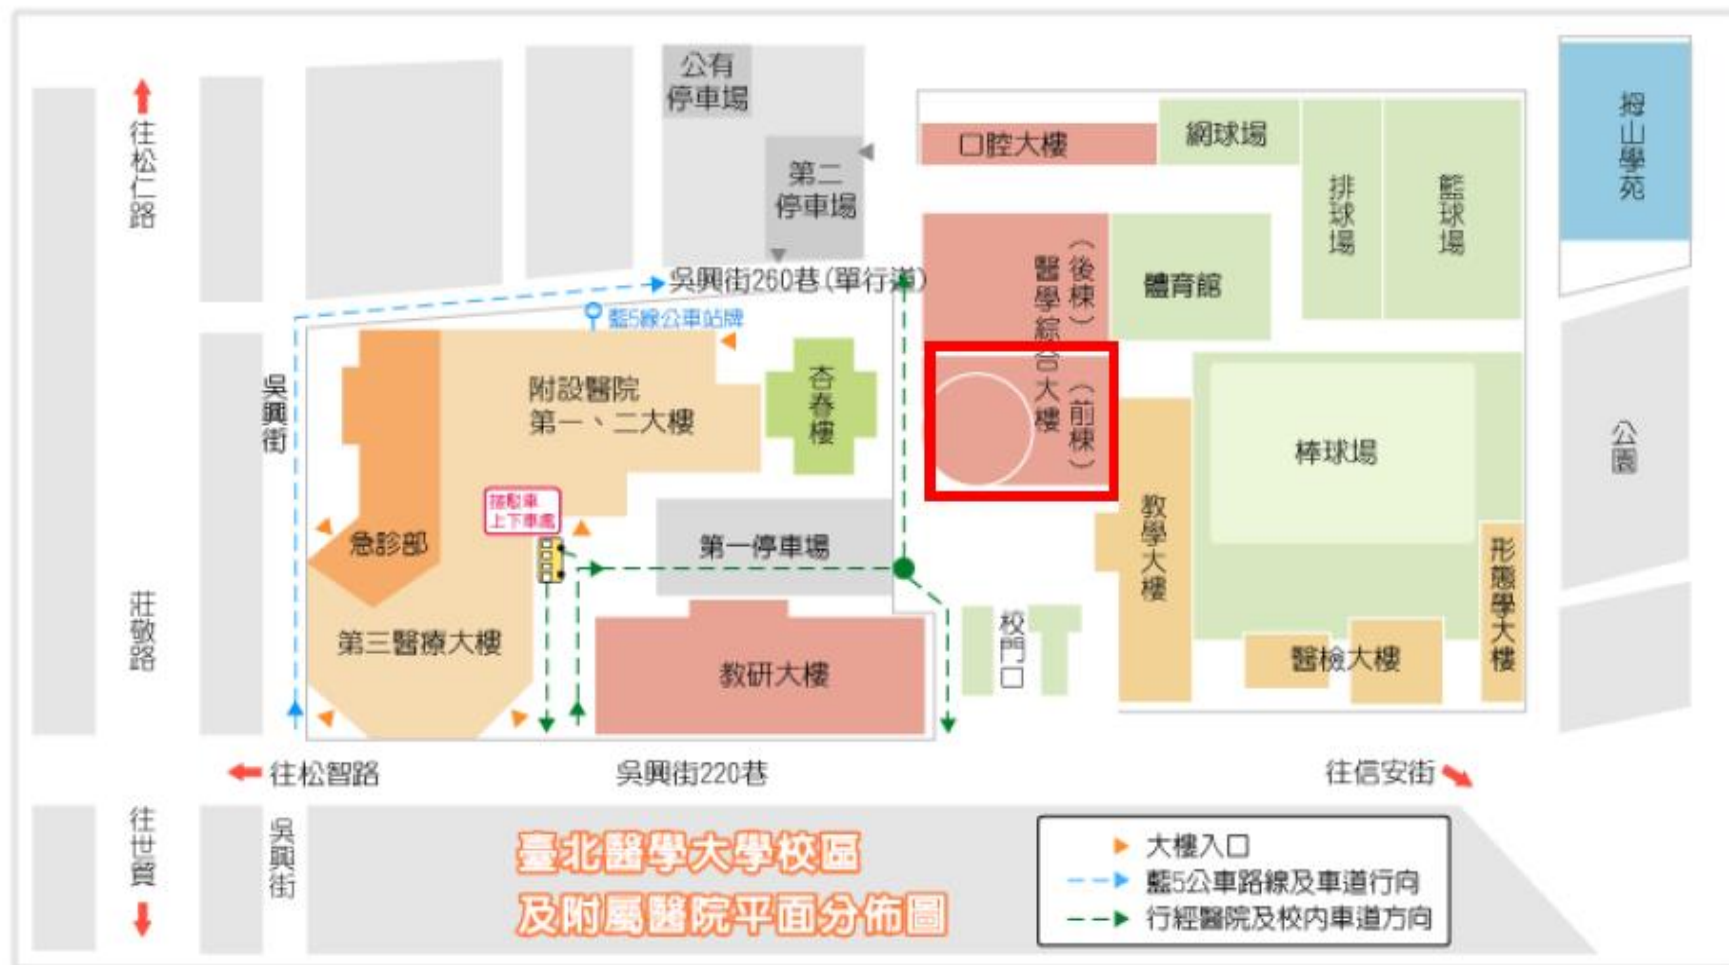 公有
停車場
第二
停車場
口腔大樓
網球場
排球場
籃球場
拇山學苑
往松仁路
吳興街260巷(單行道)
藍5線公車站牌
醫學綜合大樓
(後棟)
(前棟)
體育館
吳興街
附設醫院
第一、二大樓
杏春樓
棒球場
公園
接駁車
上下車處
急診部
第一停車場
教學大樓
形態學大樓
莊敬路
第三醫療大樓
教研大樓
校門口
醫檢大樓
往松智路
吳興街220巷
往信安街
往世貿
吳興街
臺北醫學大學校區
及附屬醫院平面分佈圖
大樓入口
藍5公車路線及車道行向
行經醫院及校內車道方向